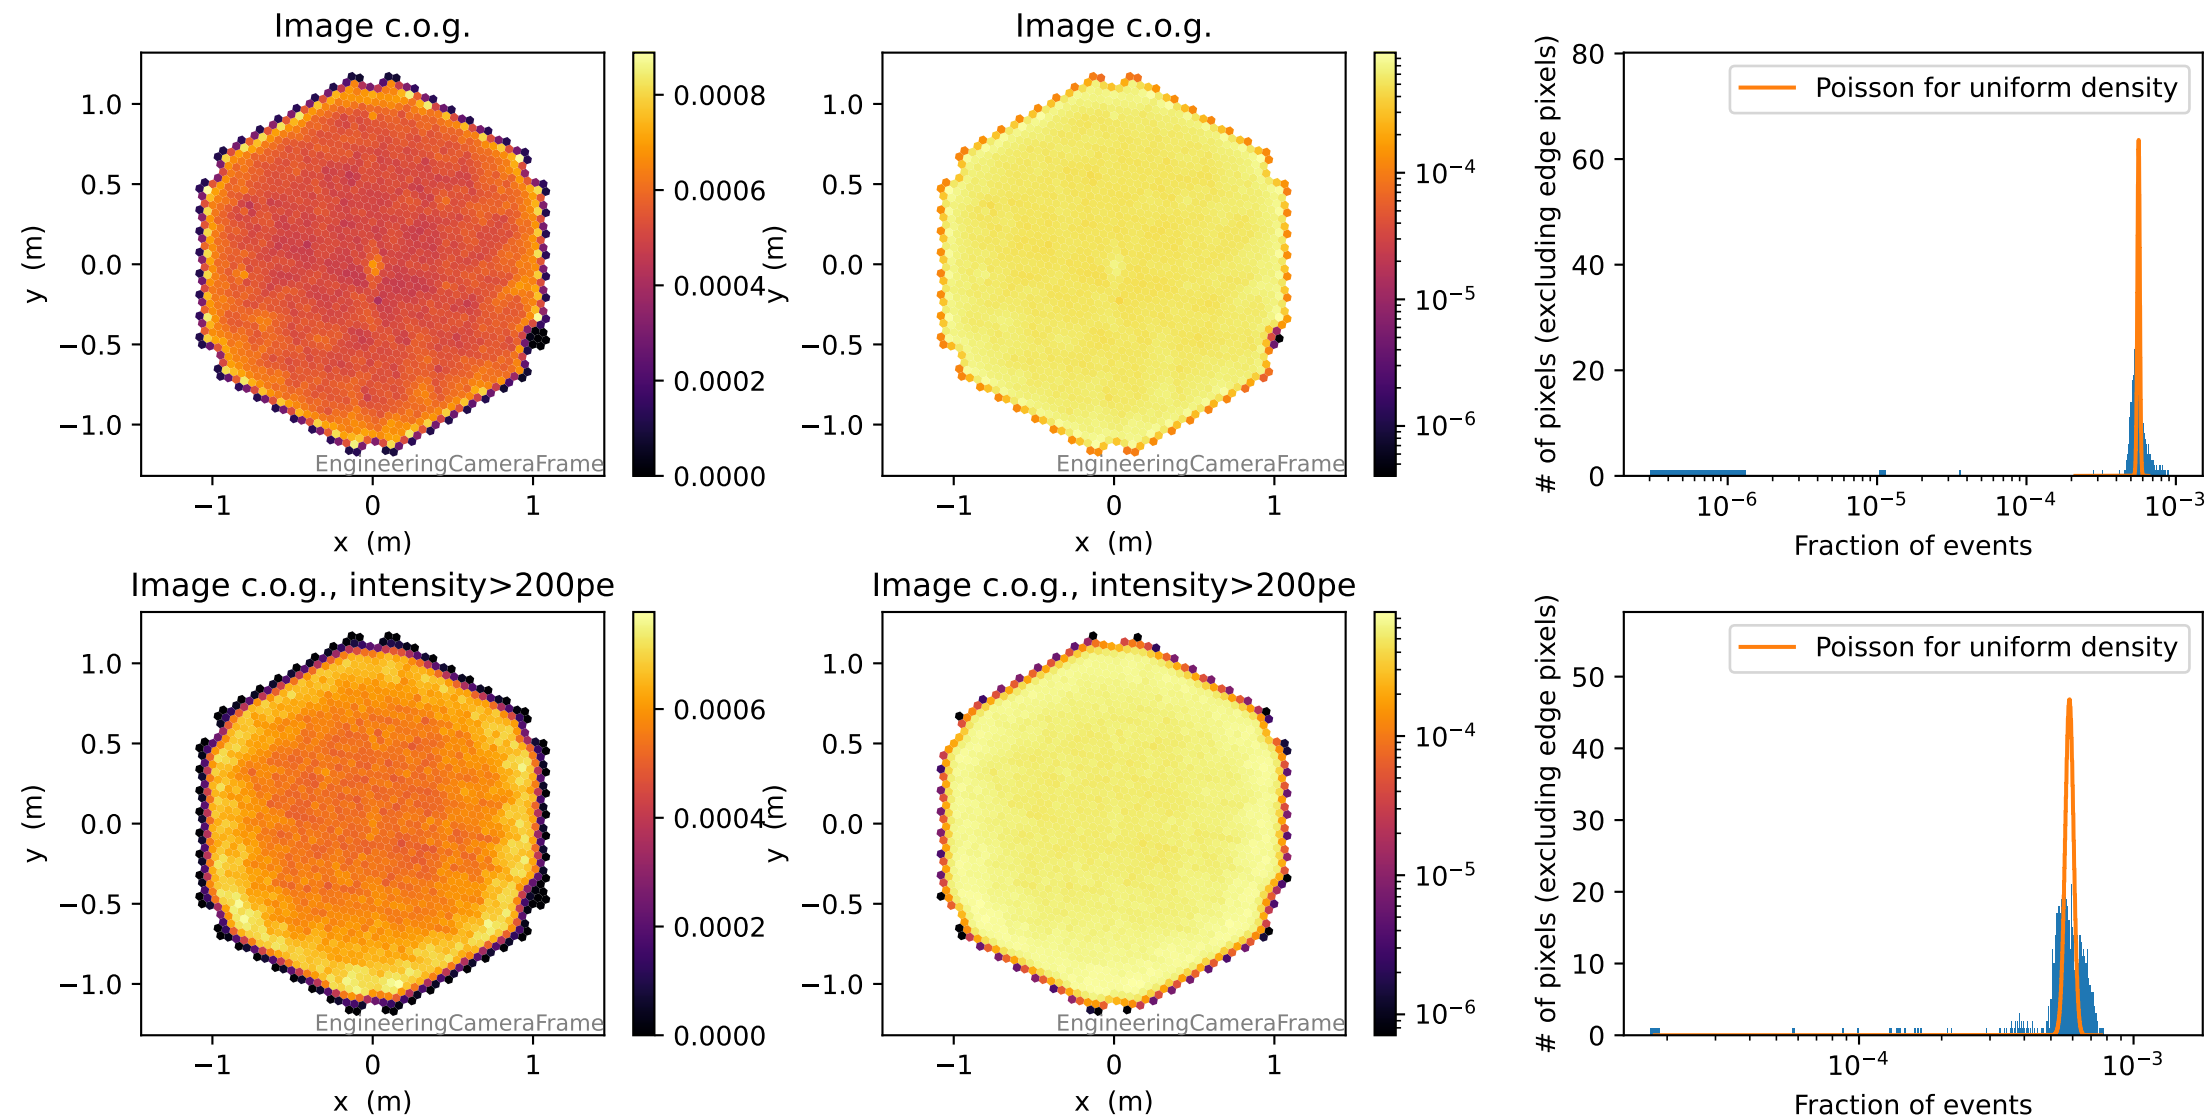 Image c.o.g.
1.0
0.5
0.0
−0.5
−1.0
y (m)
−1
0
1
x (m)
EngineeringCameraFrame
0.0008
0.0006
0.0004
0.0002
0.0000
Image c.o.g.
1.0
0.5
0.0
−0.5
−1.0
y (m)
−1
0
1
x (m)
EngineeringCameraFrame
10⁻⁴
10⁻⁵
10⁻⁶
# of pixels (excluding edge pixels)
80
60
40
20
0
Poisson for uniform density
10⁻⁶
10⁻⁵
10⁻⁴
10⁻³
Fraction of events
Image c.o.g., intensity>200pe
1.0
0.5
0.0
−0.5
−1.0
y (m)
−1
0
1
x (m)
EngineeringCameraFrame
0.0006
0.0004
0.0002
0.0000
Image c.o.g., intensity>200pe
1.0
0.5
0.0
−0.5
−1.0
y (m)
−1
0
1
x (m)
EngineeringCameraFrame
10⁻⁴
10⁻⁵
10⁻⁶
# of pixels (excluding edge pixels)
50
40
30
20
10
0
Poisson for uniform density
10⁻⁴
10⁻³
Fraction of events